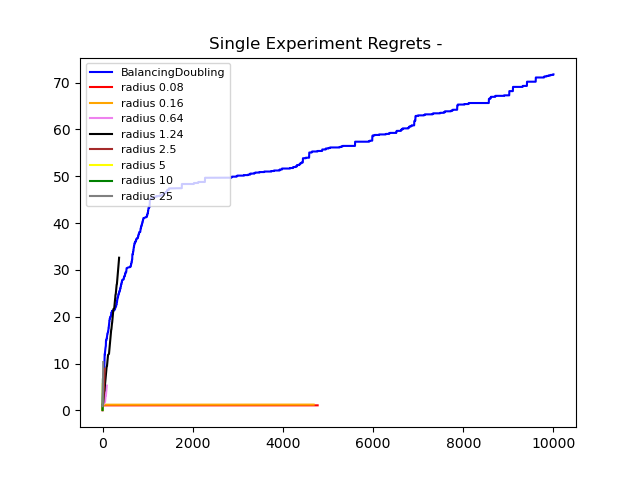 Single Experiment Regrets -
BalancingDoubling
radius 0.08
radius 0.16
radius 0.64
radius 1.24
radius 2.5
radius 5
radius 10
radius 25
70
60
50
40
30
20
10
0
0 2000 4000 6000 8000 10000